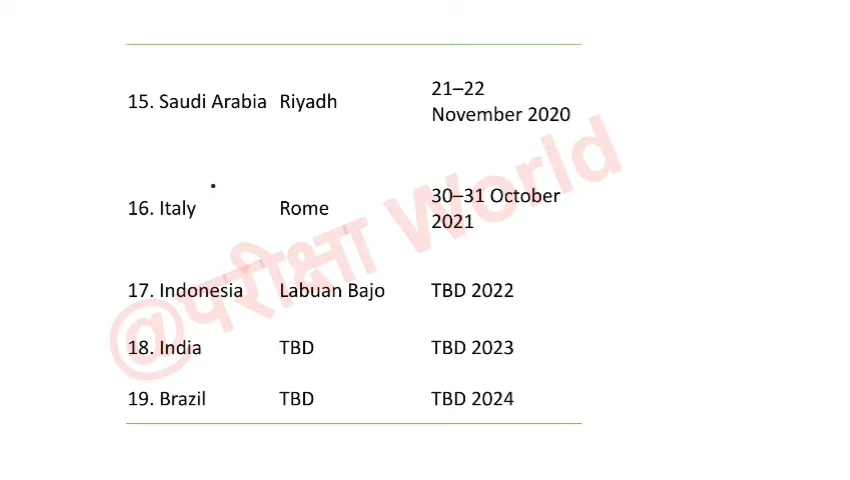 15. Saudi Arabia Riyadh 21–22 November 2020
16. Italy Rome 30–31 October 2021
17. Indonesia Labuan Bajo TBD 2022
18. India TBD TBD 2023
19. Brazil TBD TBD 2024
@परीक्षा World